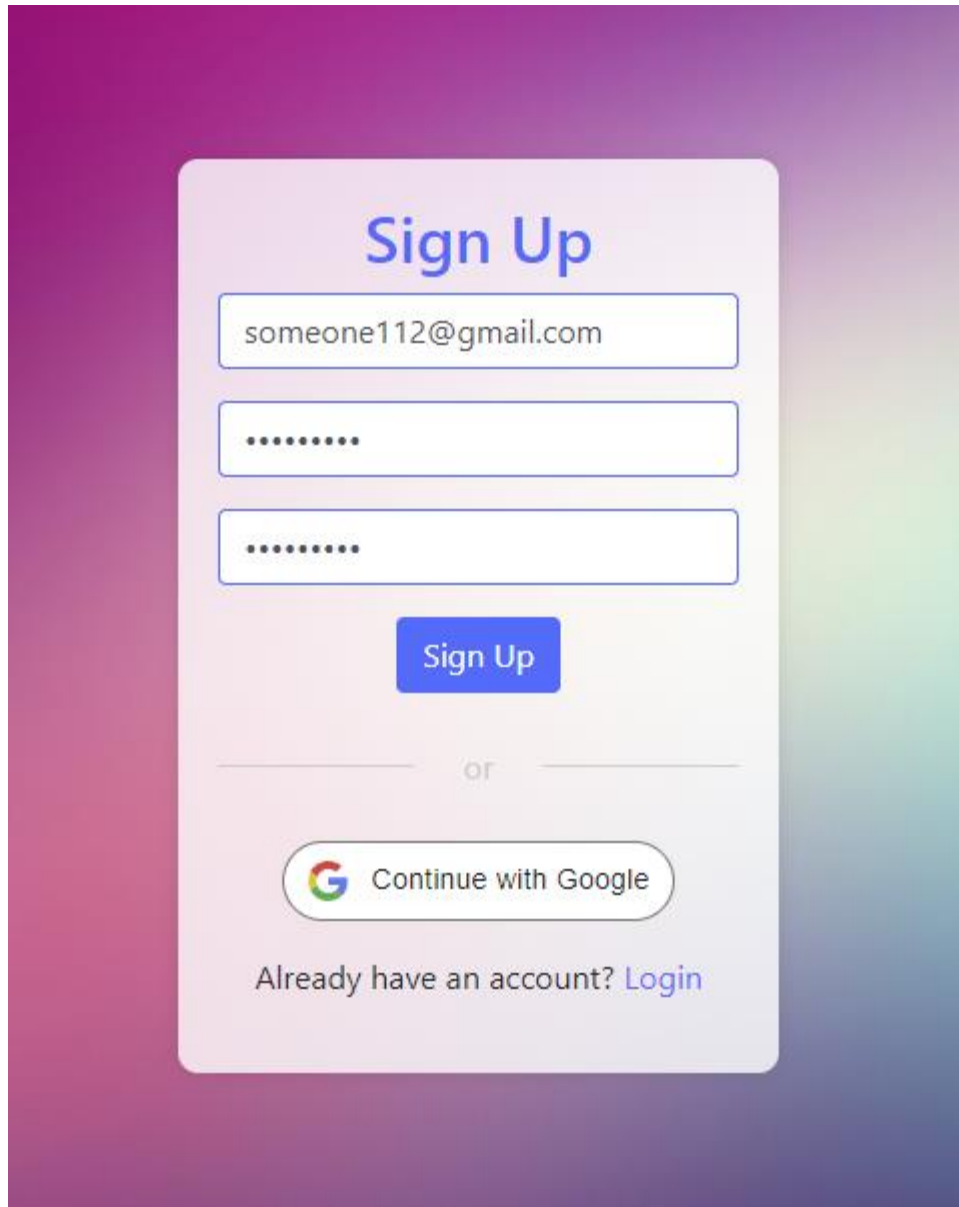 Sign Up
someone112@gmail.com
•••••••••
•••••••••
Sign Up
or
Continue with Google
Already have an account? Login